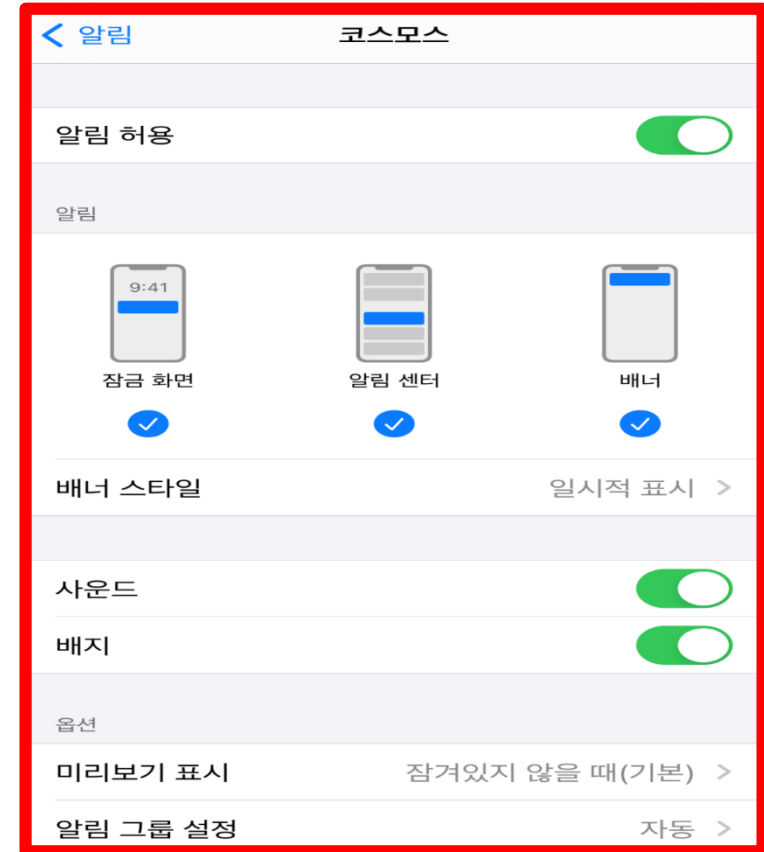 알림 코스모스
알림 허용
알림
9:41
잠금 화면 알림 센터 배너
배너 스타일 일시적 표시
사운드
배지
옵션
미리보기 표시 잠겨있지 않을 때(기본)
알림 그룹 설정 자동